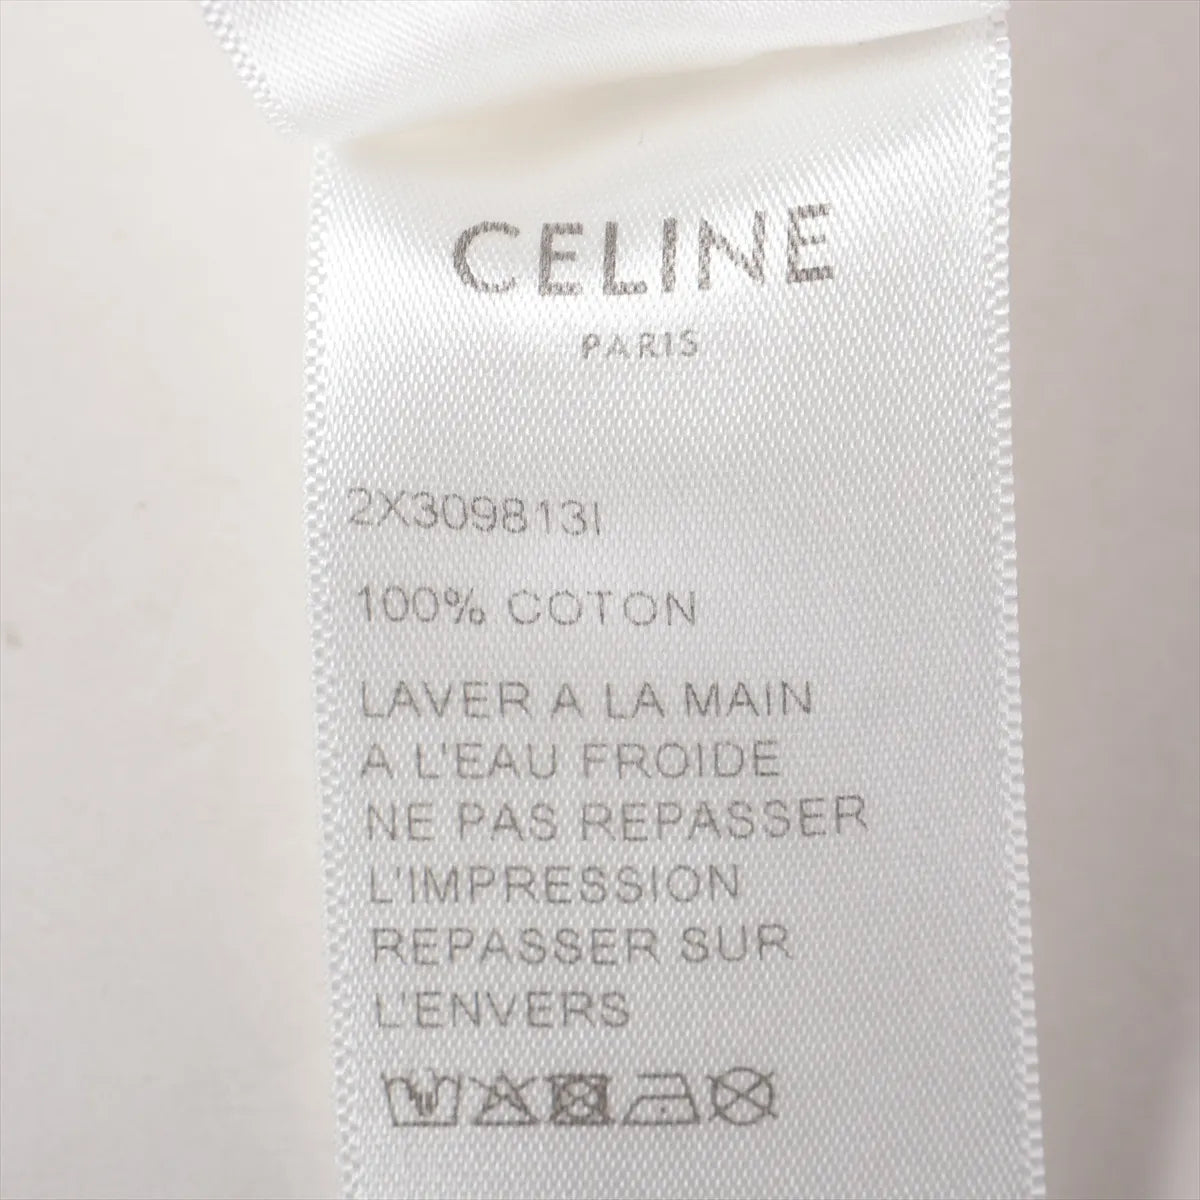 CELINE
PARIS
2X309813I
100% COTON
LAVER A LA MAIN
A L'EAU FROIDE
NE PAS REPASSER
L'IMPRESSION
REPASSER SUR
L'ENVERS